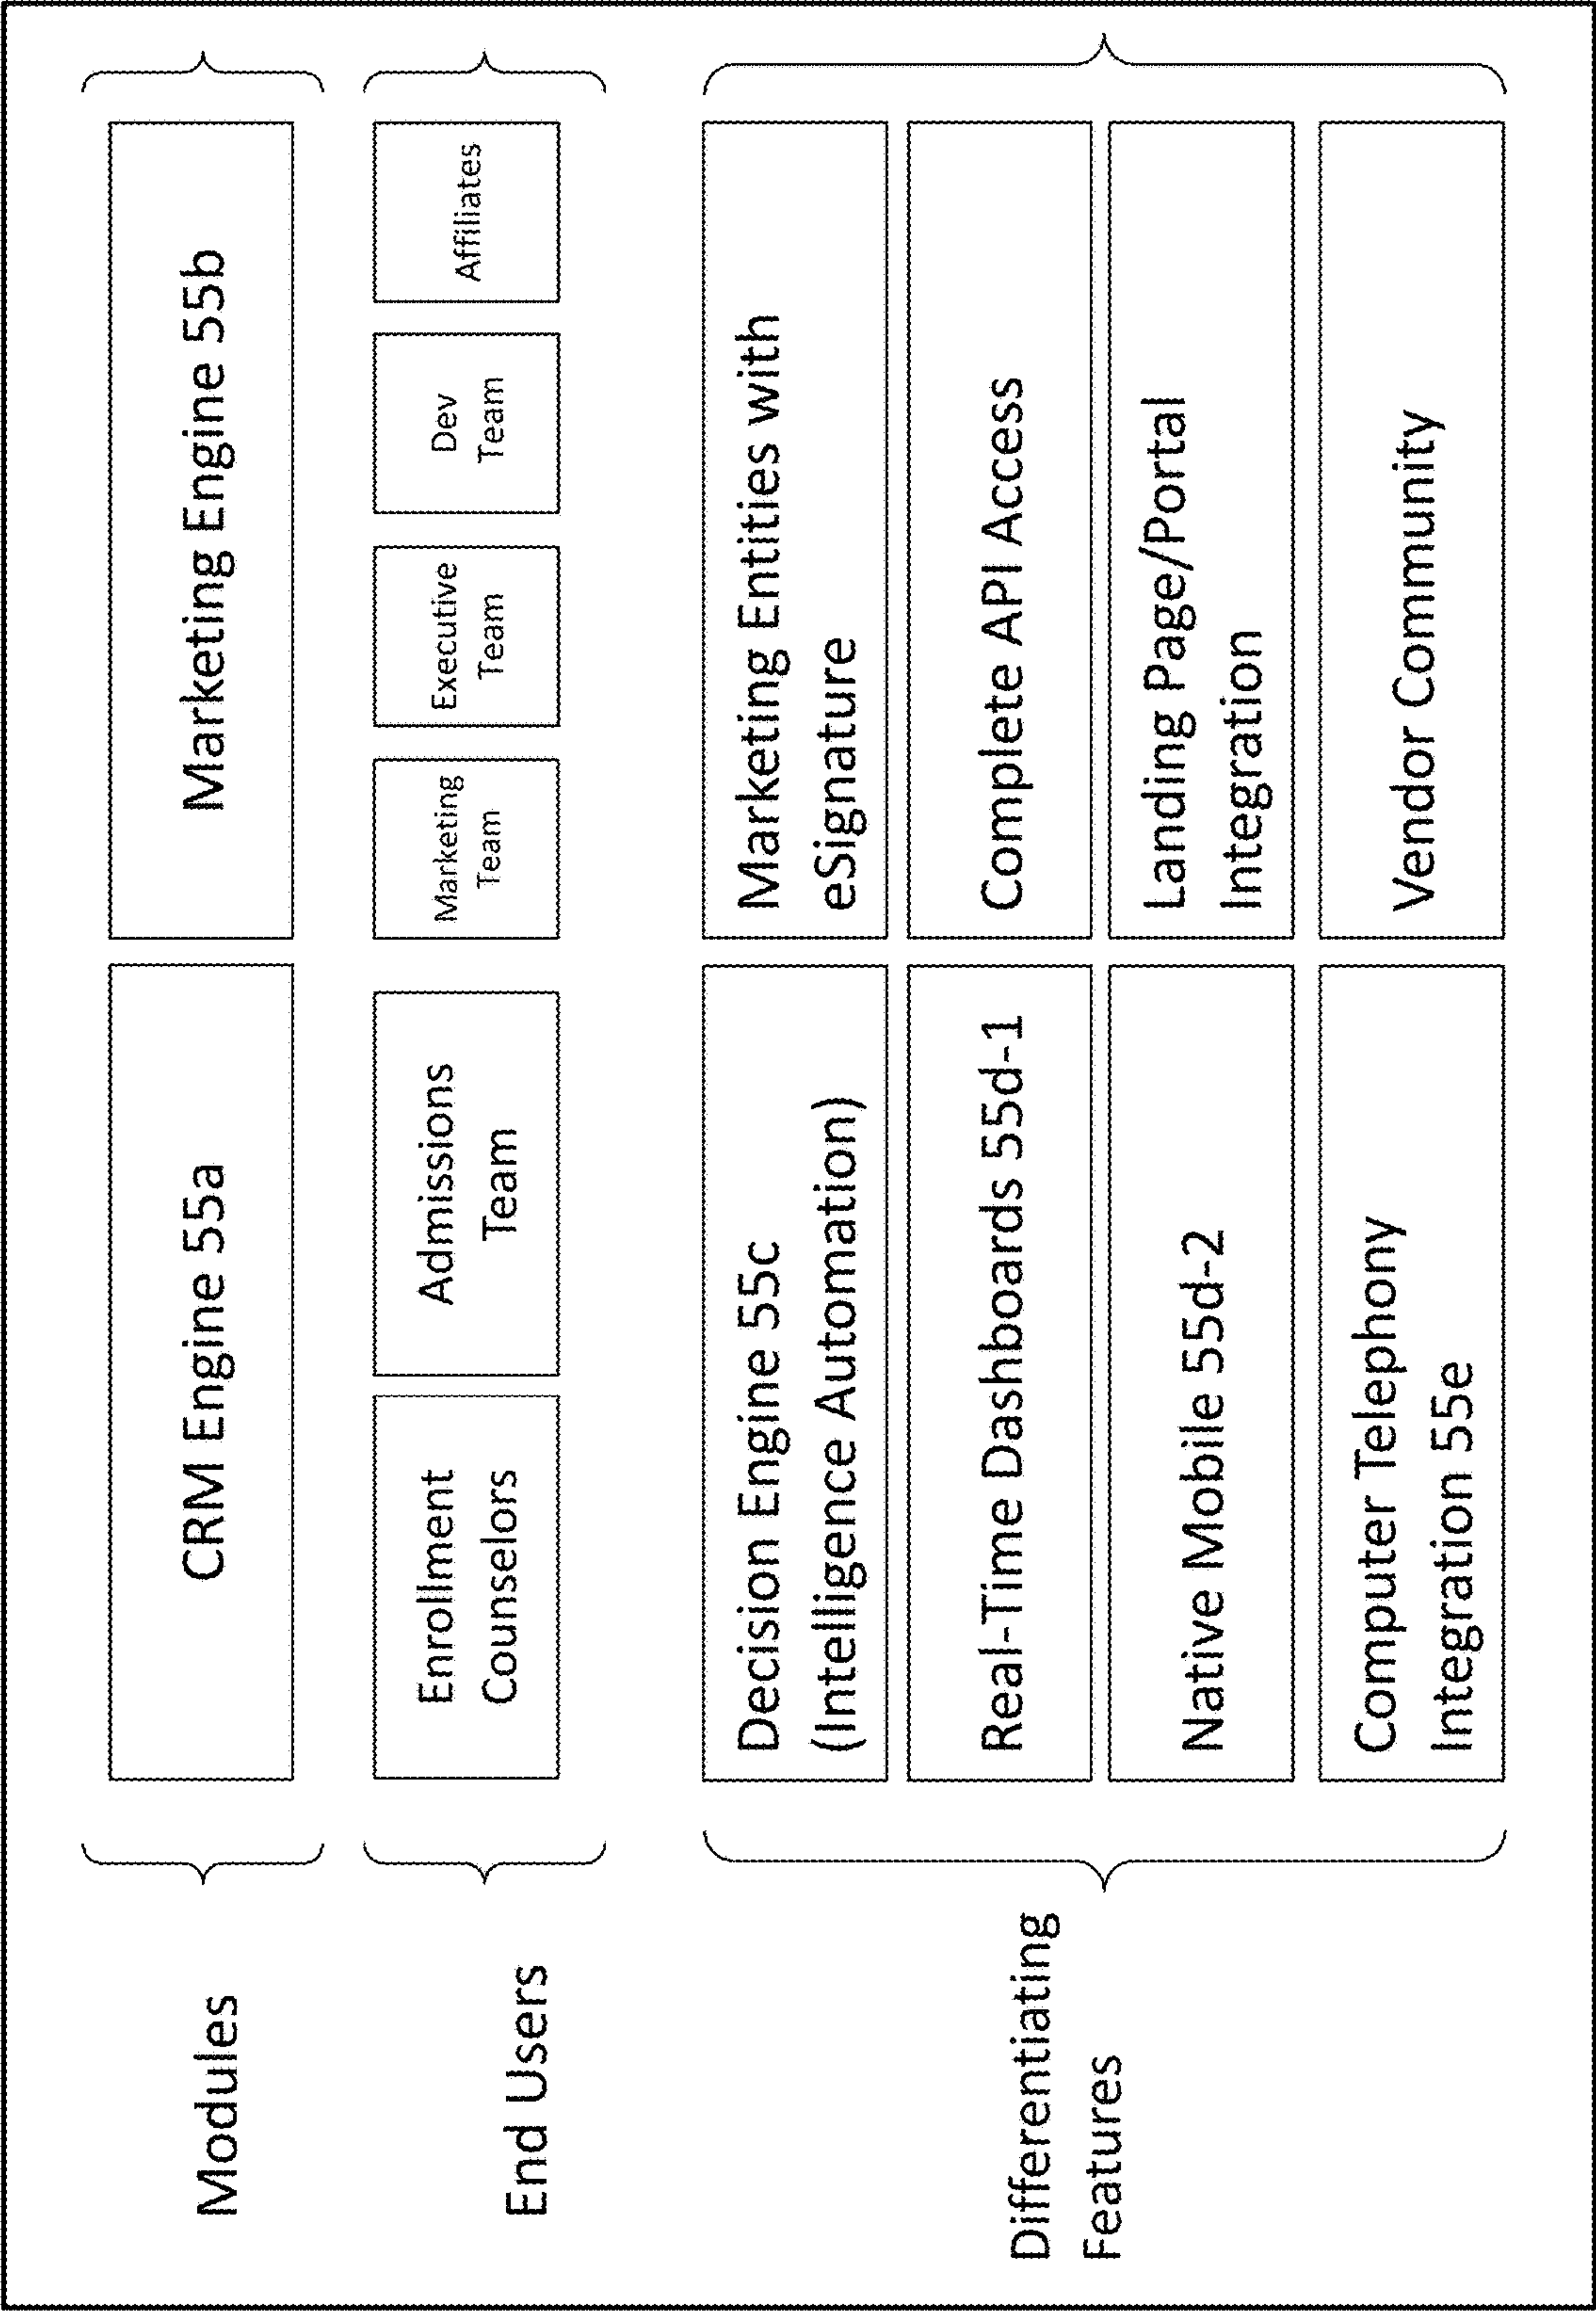 Modules
CRM Engine 55a
Marketing Engine 55b
End Users
Enrollment
Counselors
Admissions
Team
Marketing
Team
Executive
Team
Dev
Team
Affiliates
Differentiating
Features
Decision Engine 55c
(Intelligence Automation)
Marketing Entities with
eSignature
Real-Time Dashboards 55d-1
Complete API Access
Native Mobile 55d-2
Landing Page/Portal
Integration
Computer Telephony
Integration 55e
Vendor Community